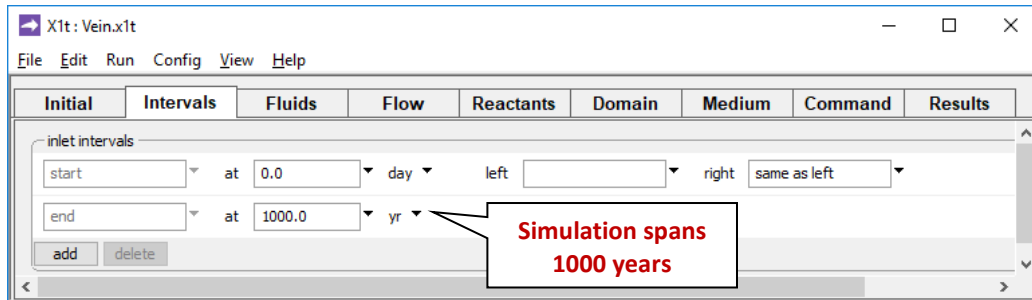 X1t : Vein.x1t
File Edit Run Config View Help
Initial Intervals Fluids Flow Reactants Domain Medium Command Results
inlet intervals
start at 0.0 day left right same as left
end at 1000.0 yr
Simulation spans
1000 years
add delete